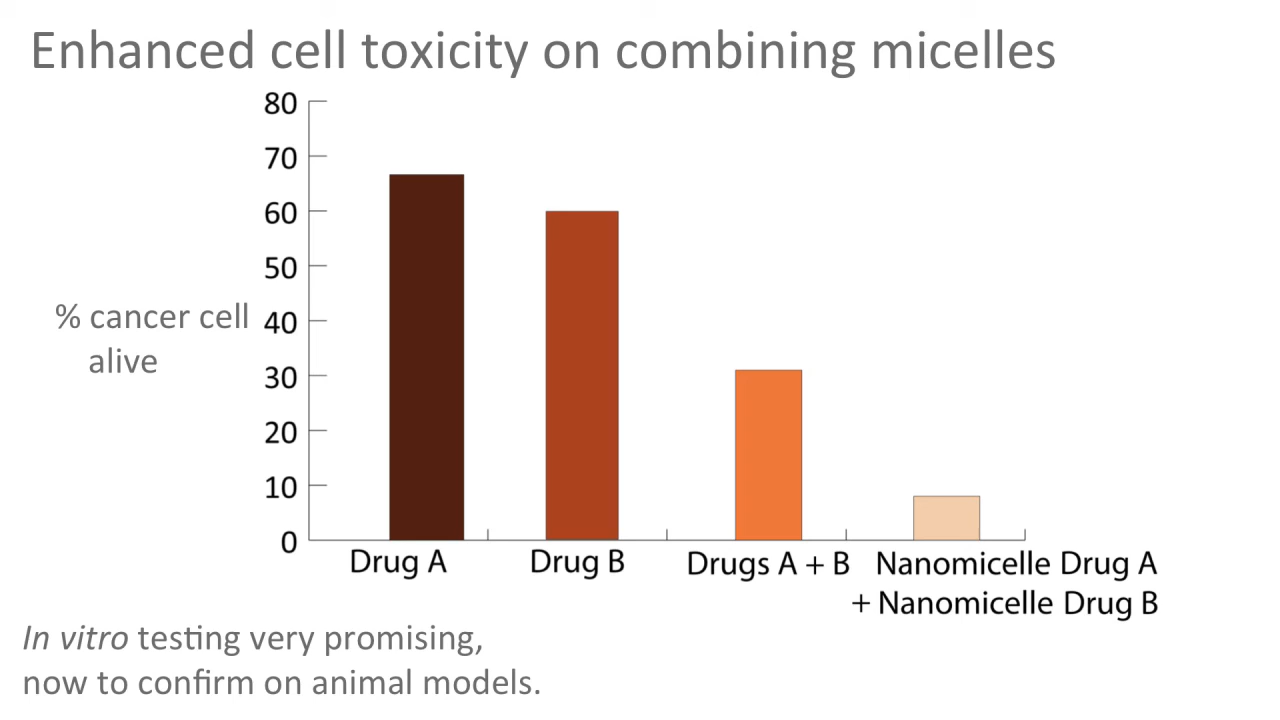 Enhanced cell toxicity on combining micelles
80
70
60
50
% cancer cell
alive
40
30
20
10
0
Drug A
Drug B
Drugs A + B
Nanomicelle Drug A
+ Nanomicelle Drug B
In vitro testing very promising,
now to confirm on animal models.